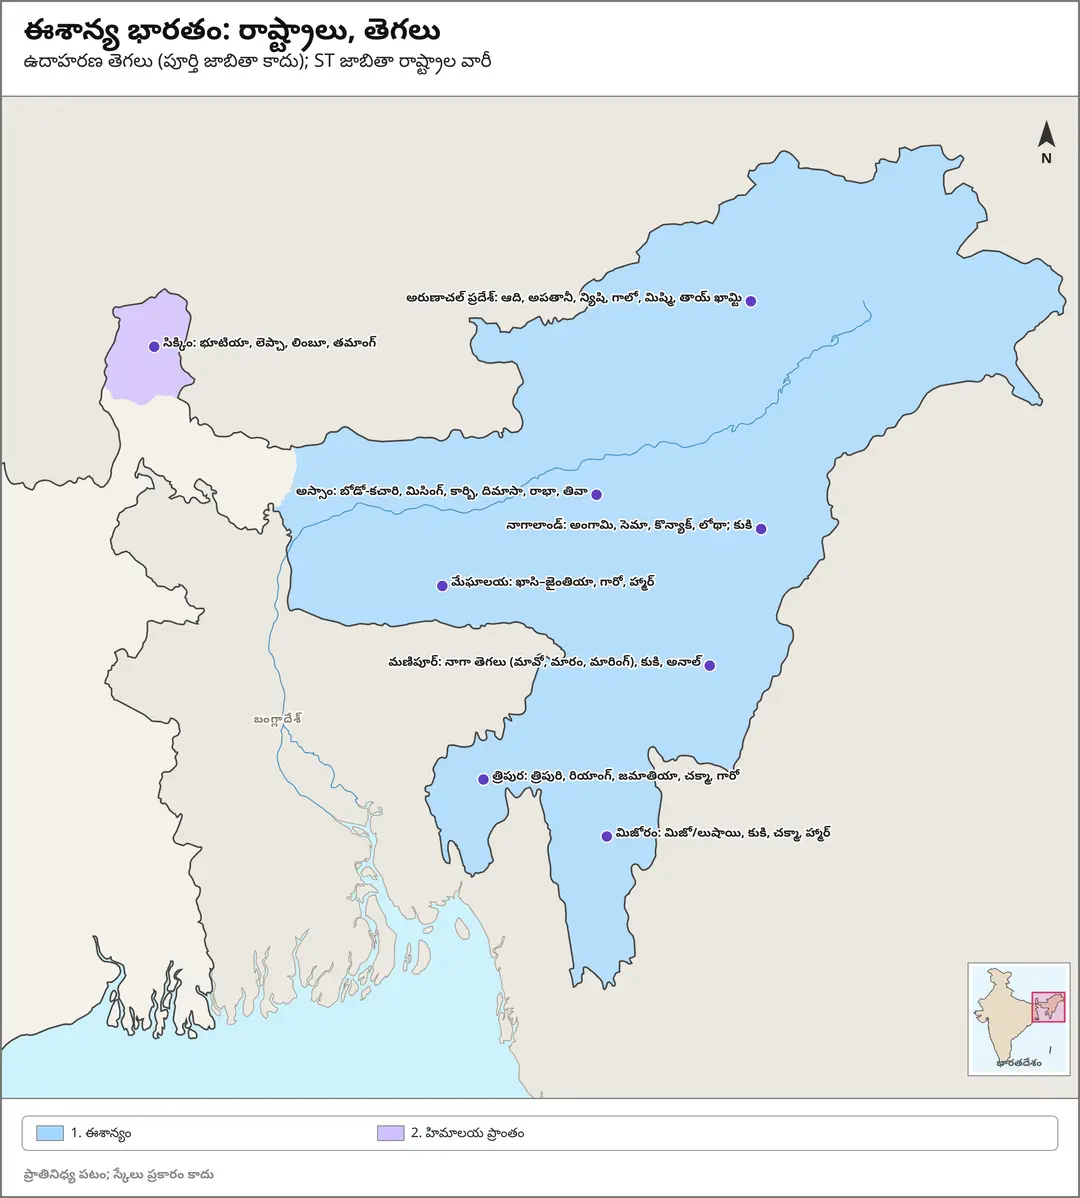 ఈశాన్య భారతం: రాష్ట్రాలు, తెగలు
ఉదాహరణ తెగలు (పూర్తి జాబితా కాదు); ST జాబితా రాష్ట్రాల వారీ
N
అరుణాచల్ ప్రదేశ్: ఆది, అపతానీ, న్యిషి, గాలో, మిష్మి, తాయ్ ఖామ్టి
సిక్కిం: భూటియా, లెప్చా, లింబూ, తమాంగ్
అస్సాం: బోడో-కచారి, మిసింగ్, కార్బి, దిమాసా, రాభా, తివా
నాగాలాండ్: అంగామి, సెమా, కొన్యాక్, లోథా; కుకి
మేఘాలయ: ఖాసి–జైంతియా, గారో, హ్మార్
మణిపూర్: నాగా తెగలు (మావో, మారం, మారింగ్), కుకి, అనాల్
బంగ్లాదేశ్
త్రిపుర: త్రిపురి, రియాంగ్, జమాతియా, చక్మా, గారో
మిజోరం: మిజో/లుషాయి, కుకి, చక్మా, హ్మార్
భారతదేశం
1. ఈశాన్యం
2. హిమాలయ ప్రాంతం
ప్రాతినిధ్య పటం; స్కేలు ప్రకారం కాదు